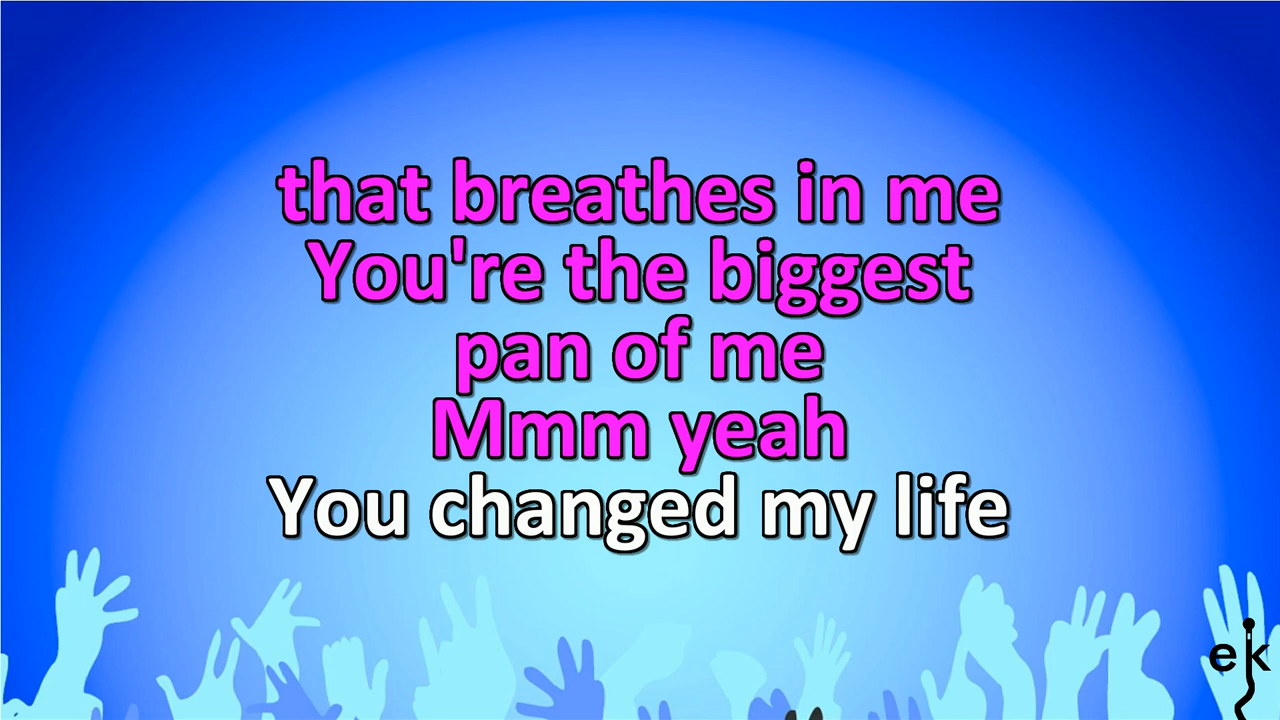 that breathes in me
You're the biggest
pan of me
Mmm yeah
You changed my life
ek